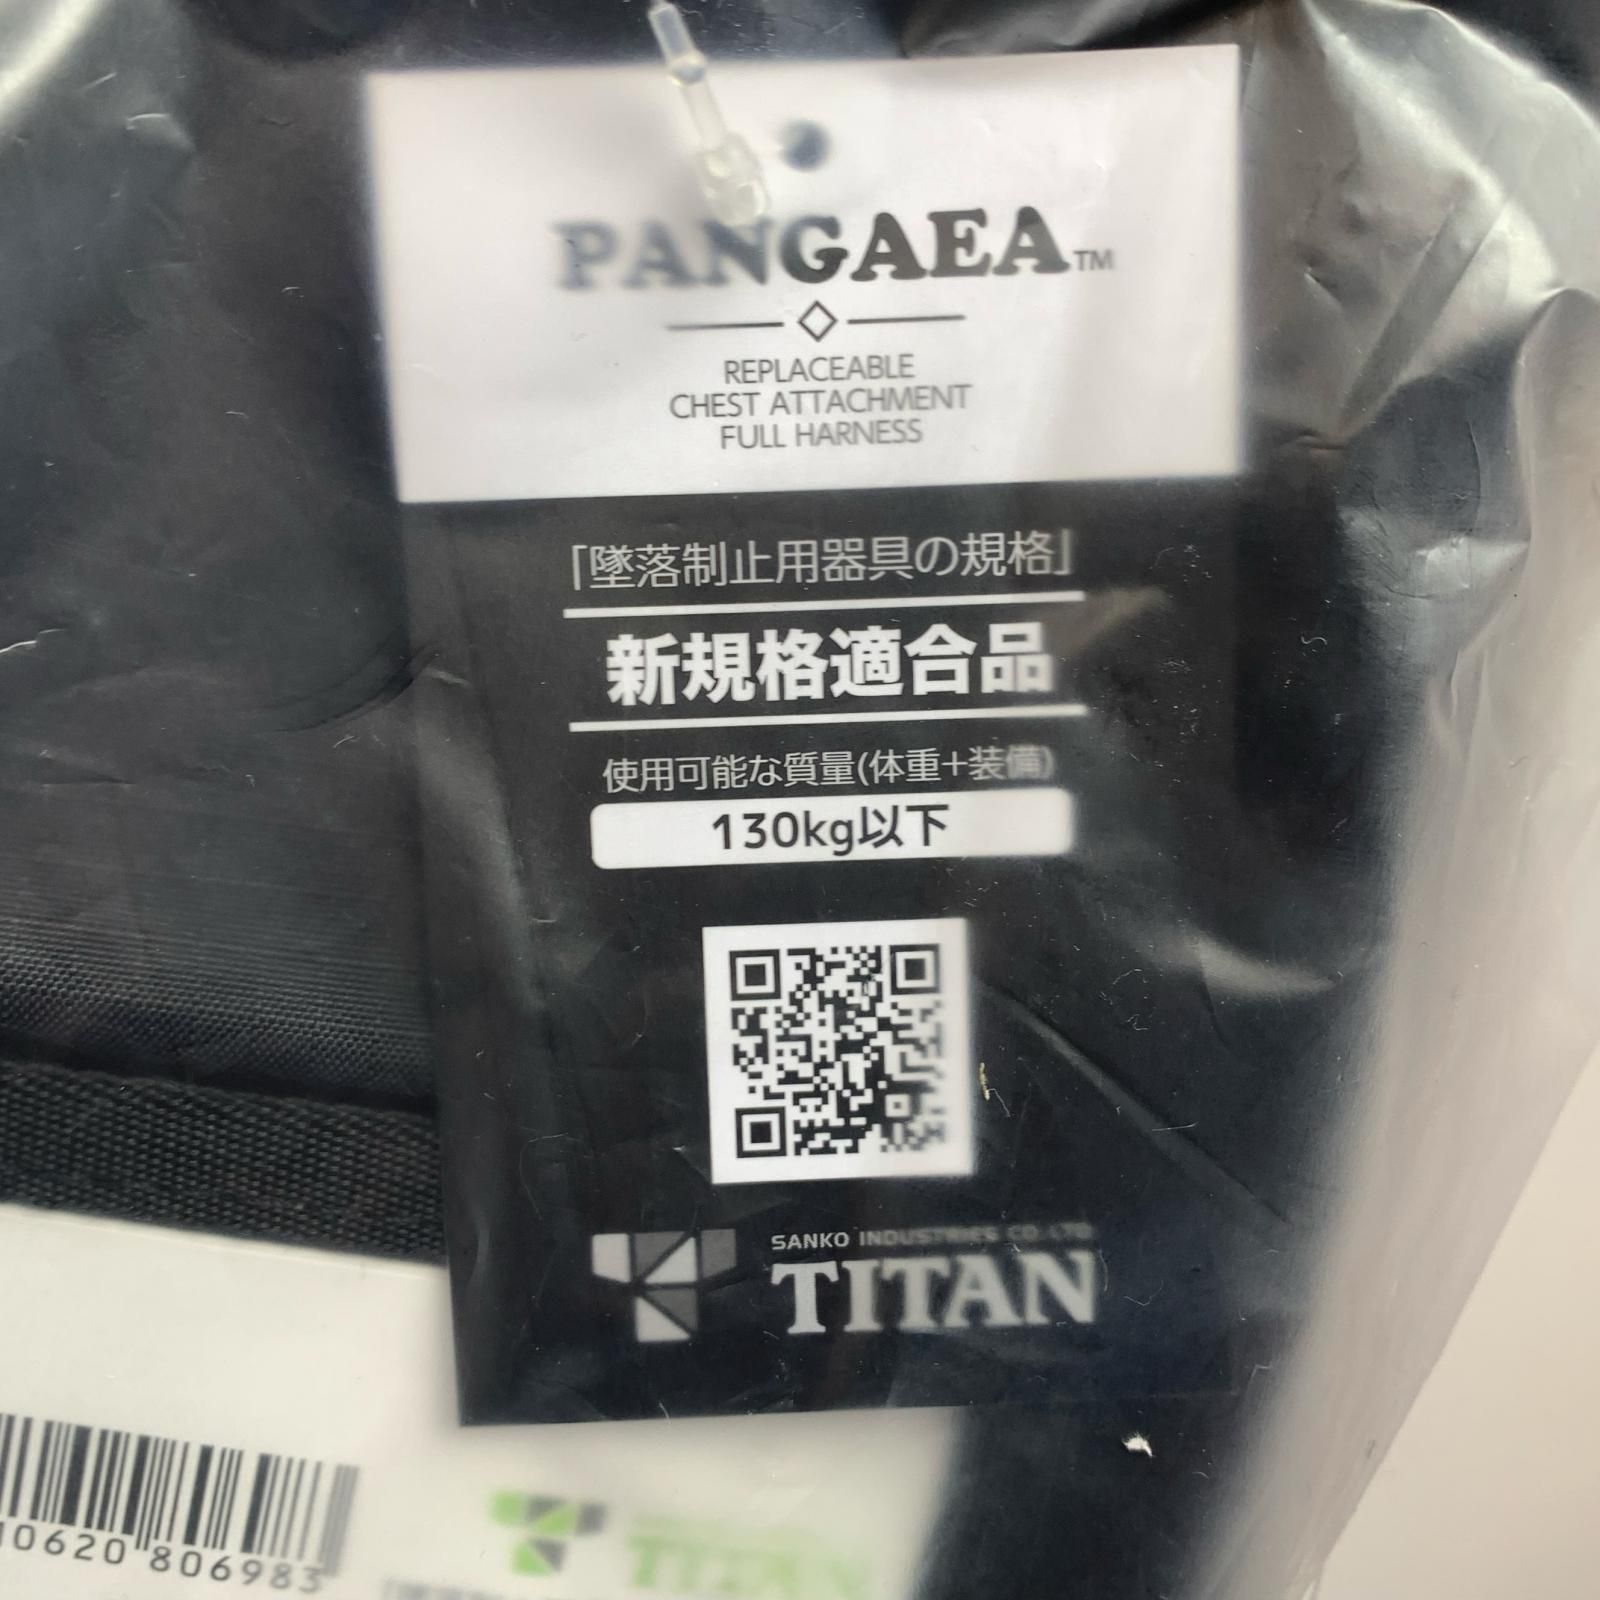 PANGAEA™
REPLACEABLE
CHEST ATTACHMENT
FULL HARNESS
「墜落制止用器具の規格」
新規格適合品
使用可能な質量(体重+装備)
130kg以下
SANKO INDUSTRIES CO.,LTD.
TITAN
10620 806983
TITAN